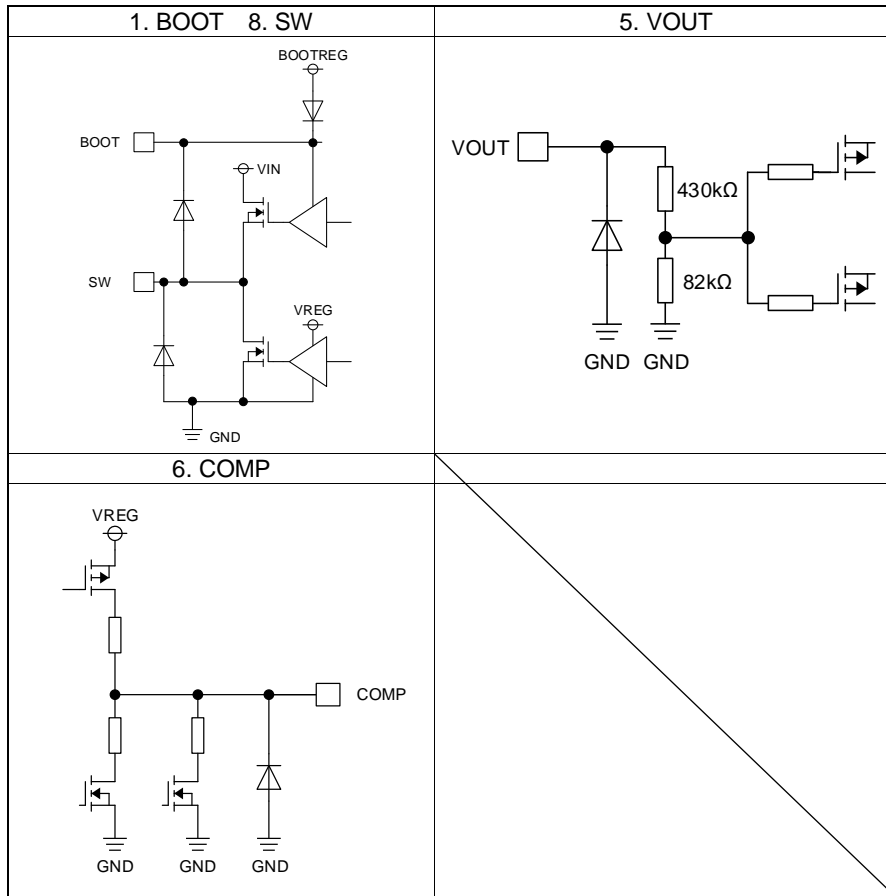 1. BOOT 8. SW
BOOTREG
BOOT
VIN
SW
VREG
GND
5. VOUT
VOUT
430kΩ
82kΩ
GND GND
6. COMP
VREG
COMP
GND GND GND